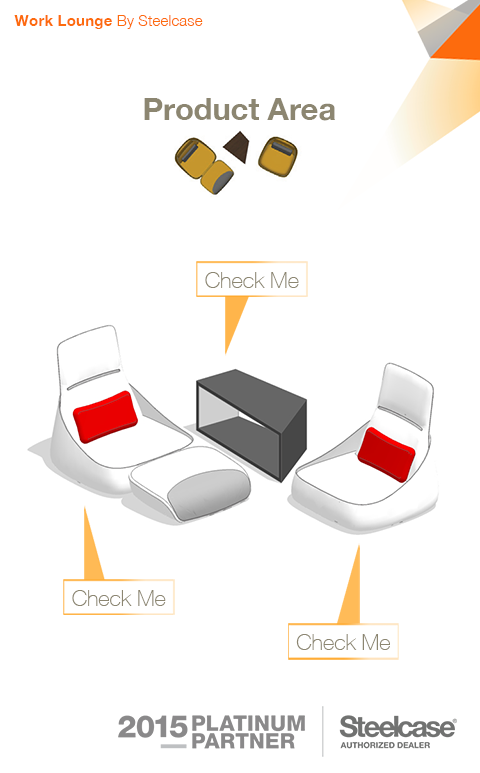 Work Lounge By Steelcase
Product Area
Check Me
Check Me
Check Me
2015 PLATINUM
PARTNER
Steelcase®
AUTHORIZED DEALER